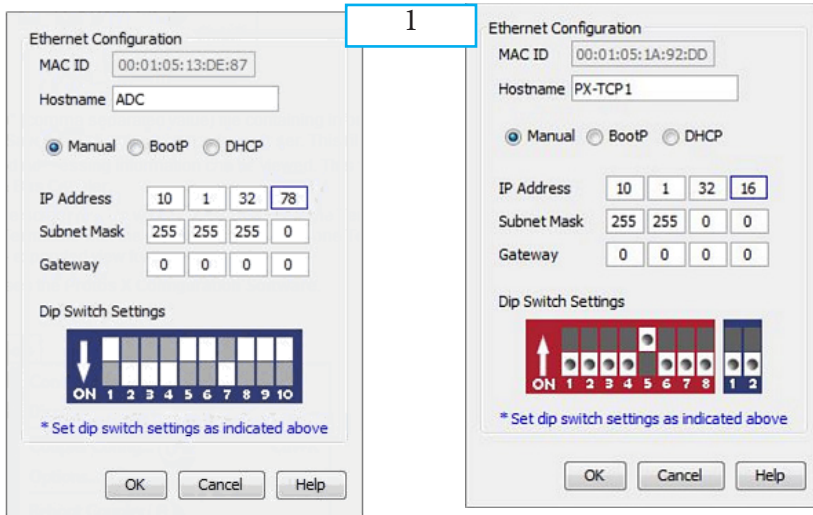 1
Ethernet Configuration
MAC ID 00:01:05:13:DE:87
Hostname ADC
Manual BootP DHCP
IP Address 10 1 32 78
Subnet Mask 255 255 255 0
Gateway 0 0 0 0
Dip Switch Settings
ON 1 2 3 4 5 6 7 8 9 10
* Set dip switch settings as indicated above
OK Cancel Help
Ethernet Configuration
MAC ID 00:01:05:1A:92:DD
Hostname PX-TCP1
Manual BootP DHCP
IP Address 10 1 32 16
Subnet Mask 255 255 0 0
Gateway 0 0 0 0
Dip Switch Settings
ON 1 2 3 4 5 6 7 8 1 2
* Set dip switch settings as indicated above
OK Cancel Help